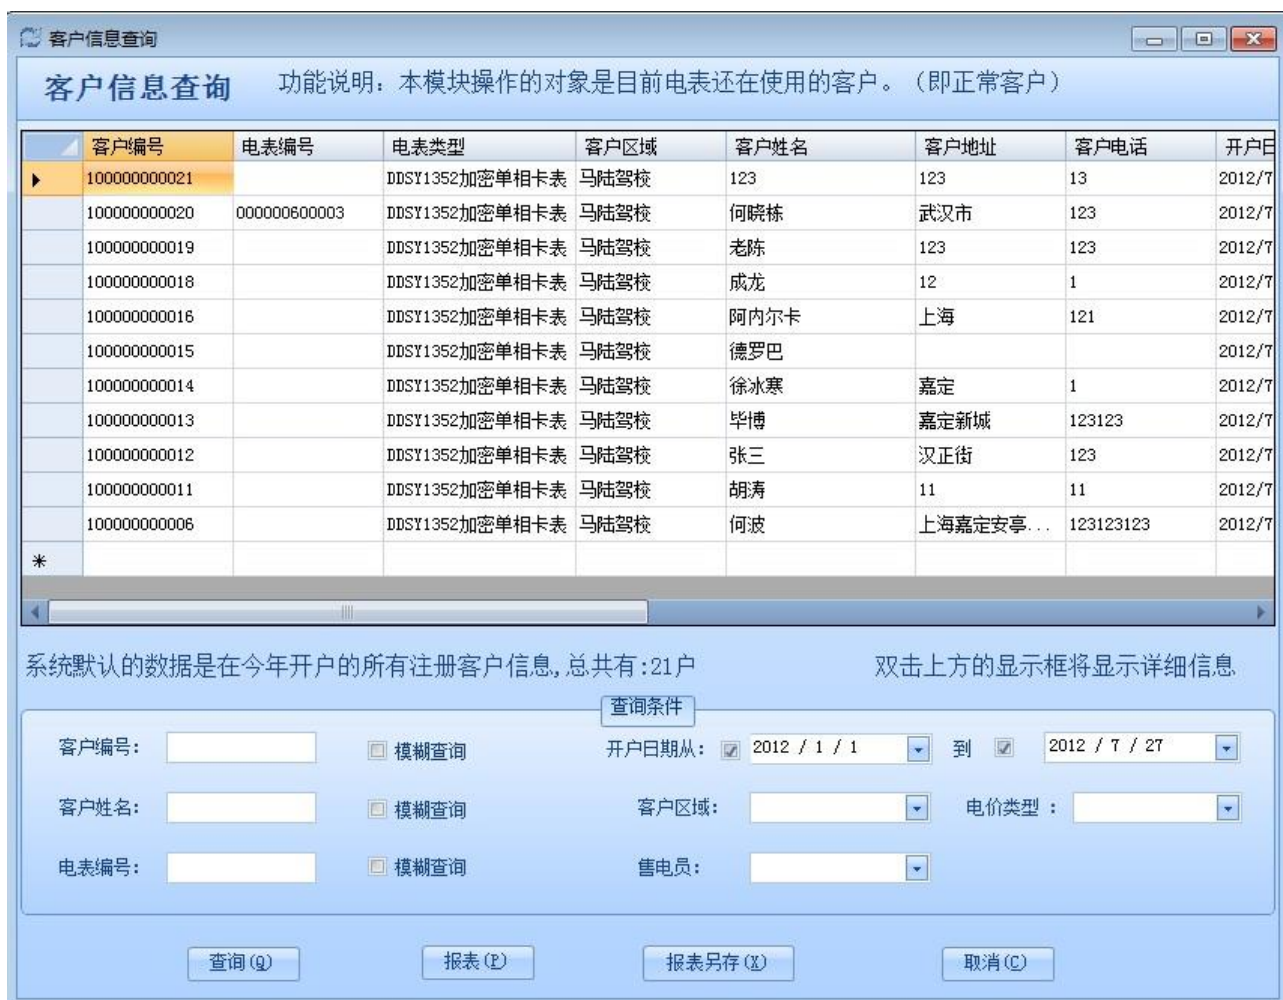 客户信息查询
客户信息查询 功能说明：本模块操作的对象是目前电表还在使用的客户。（即正常客户）
客户编号 电表编号 电表类型 客户区域 客户姓名 客户地址 客户电话 开户日
100000000021 DDSY1352加密单相卡表 马陆驾校 123 123 13 2012/7
100000000020 000000600003 DDSY1352加密单相卡表 马陆驾校 何晓栋 武汉市 123 2012/7
100000000019 DDSY1352加密单相卡表 马陆驾校 老陈 123 123 2012/7
100000000018 DDSY1352加密单相卡表 马陆驾校 成龙 12 1 2012/7
100000000016 DDSY1352加密单相卡表 马陆驾校 阿内尔卡 上海 121 2012/7
100000000015 DDSY1352加密单相卡表 马陆驾校 德罗巴 2012/7
100000000014 DDSY1352加密单相卡表 马陆驾校 徐冰寒 嘉定 1 2012/7
100000000013 DDSY1352加密单相卡表 马陆驾校 毕博 嘉定新城 123123 2012/7
100000000012 DDSY1352加密单相卡表 马陆驾校 张三 汉正街 123 2012/7
100000000011 DDSY1352加密单相卡表 马陆驾校 胡涛 11 11 2012/7
100000000006 DDSY1352加密单相卡表 马陆驾校 何波 上海嘉定安亭... 123123123 2012/7
系统默认的数据是在今年开户的所有注册客户信息,总共有:21户 双击上方的显示框将显示详细信息
查询条件
客户编号： 模糊查询 开户日期从： 2012 / 1 / 1 到 2012 / 7 / 27
客户姓名： 模糊查询 客户区域： 电价类型 ：
电表编号： 模糊查询 售电员：
查询(Q) 报表(P) 报表另存(X) 取消(C)